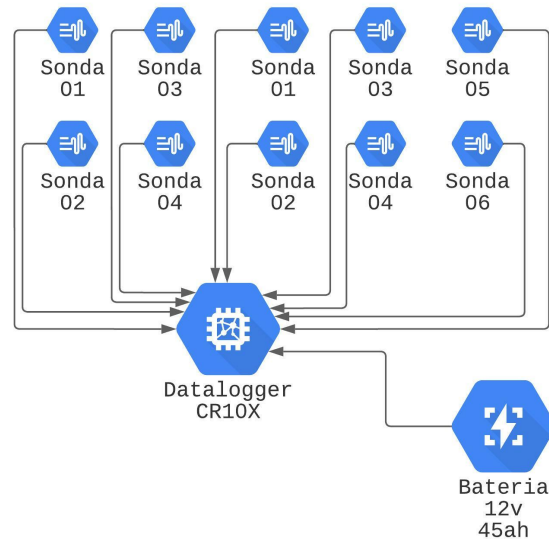 Sonda
01
Sonda
03
Sonda
01
Sonda
03
Sonda
05
Sonda
02
Sonda
04
Sonda
02
Sonda
04
Sonda
06
Datalogger
CR10X
Bateria
12v
45ah